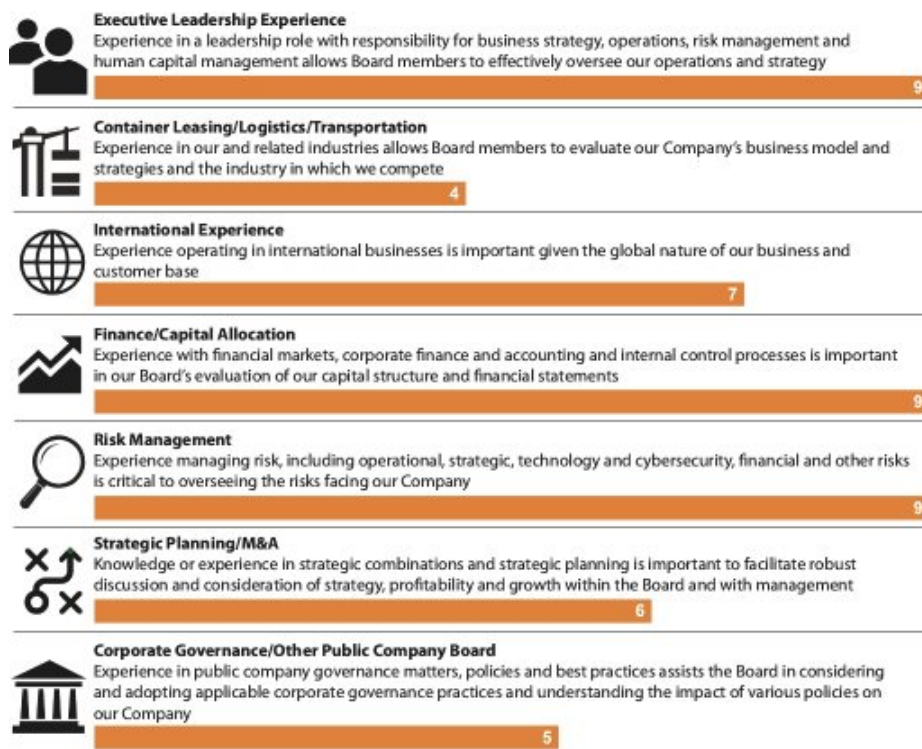 Executive Leadership Experience
Experience in a leadership role with responsibility for business strategy, operations, risk management and
human capital management allows Board members to effectively oversee our operations and strategy
9
Container Leasing/Logistics/Transportation
Experience in our and related industries allows Board members to evaluate our Company's business model and
strategies and the industry in which we compete
4
International Experience
Experience operating in international businesses is important given the global nature of our business and
customer base
7
Finance/Capital Allocation
Experience with financial markets, corporate finance and accounting and internal control processes is important
in our Board's evaluation of our capital structure and financial statements
9
Risk Management
Experience managing risk, including operational, strategic, technology and cybersecurity, financial and other risks
is critical to overseeing the risks facing our Company
9
Strategic Planning/M&A
Knowledge or experience in strategic combinations and strategic planning is important to facilitate robust
discussion and consideration of strategy, profitability and growth within the Board and with management
6
Corporate Governance/Other Public Company Board
Experience in public company governance matters, policies and best practices assists the Board in considering
and adopting applicable corporate governance practices and understanding the impact of various policies on
our Company
5